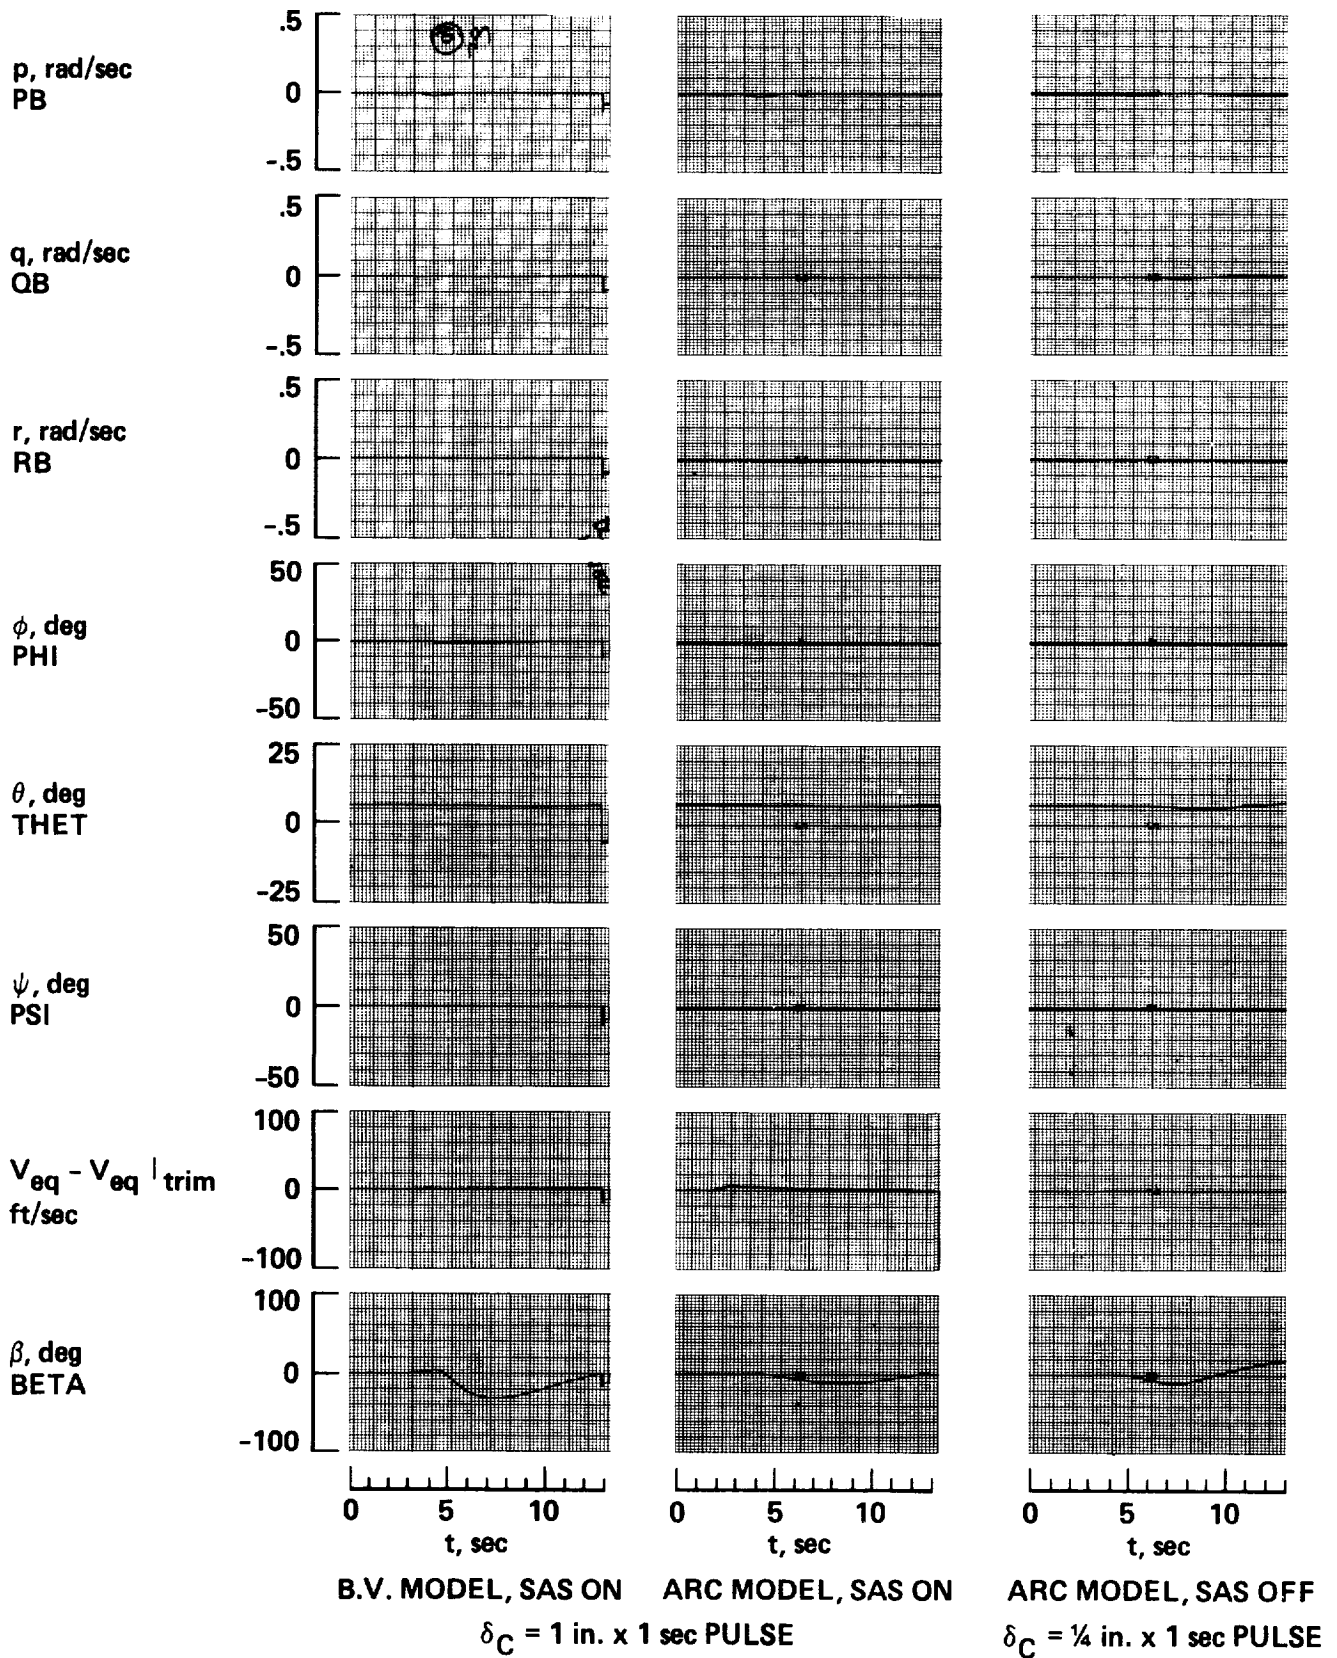 .5
p, rad/sec
PB
0
-.5
.5
q, rad/sec
QB
0
-.5
.5
r, rad/sec
RB
0
-.5
50
ϕ, deg
PHI
0
-50
25
θ, deg
THET
0
-25
50
ψ, deg
PSI
0
-50
100
V eq - V eq | trim
ft/sec
0
-100
100
β, deg
BETA
0
-100
0 5 10 0 5 10 0 5 10
t, sec t, sec t, sec
B.V. MODEL, SAS ON ARC MODEL, SAS ON ARC MODEL, SAS OFF
δC = 1 in. x 1 sec PULSE δC = ¼ in. x 1 sec PULSE